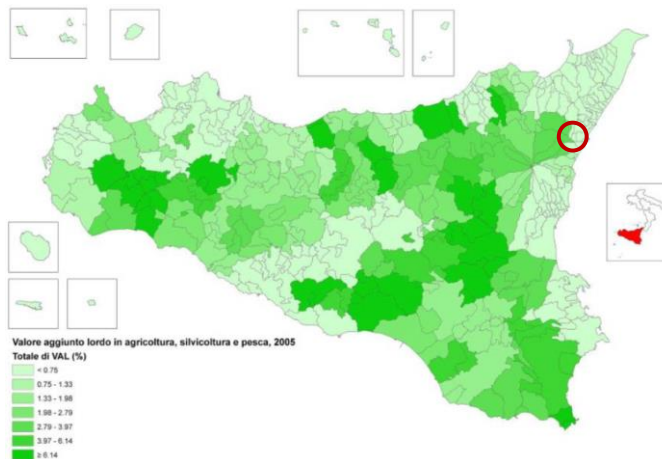 Valore aggiunto lordo in agricoltura, silvicoltura e pesca, 2005
Totale di VAL (%)
< 0.75
0.75 - 1.33
1.33 - 1.98
1.98 - 2.79
2.79 - 3.97
3.97 - 6.14
≥ 6.14